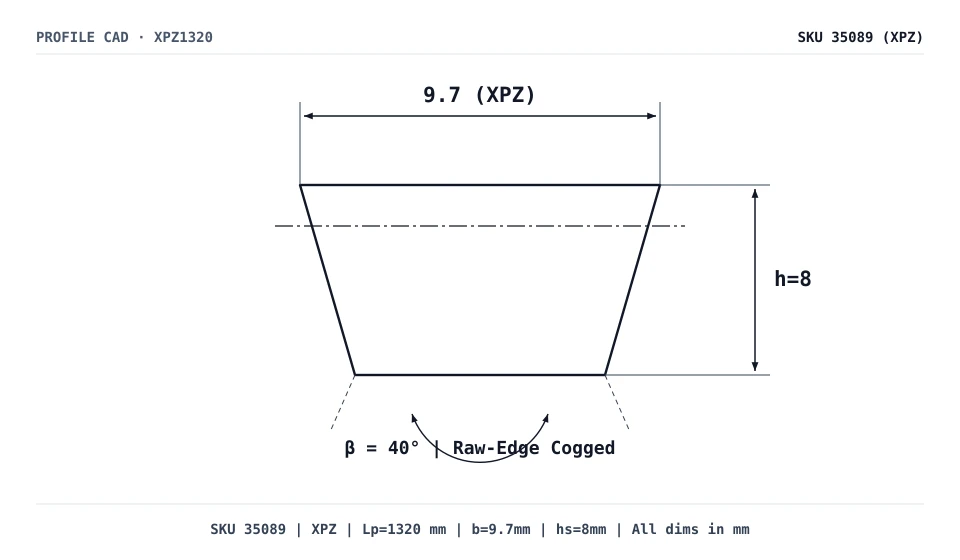 PROFILE CAD · XPZ1320
SKU 35089 (XPZ)
9.7 (XPZ)
h=8
β = 40° | Raw-Edge Cogged
SKU 35089 | XPZ | Lp=1320 mm | b=9.7mm | hs=8mm | All dims in mm